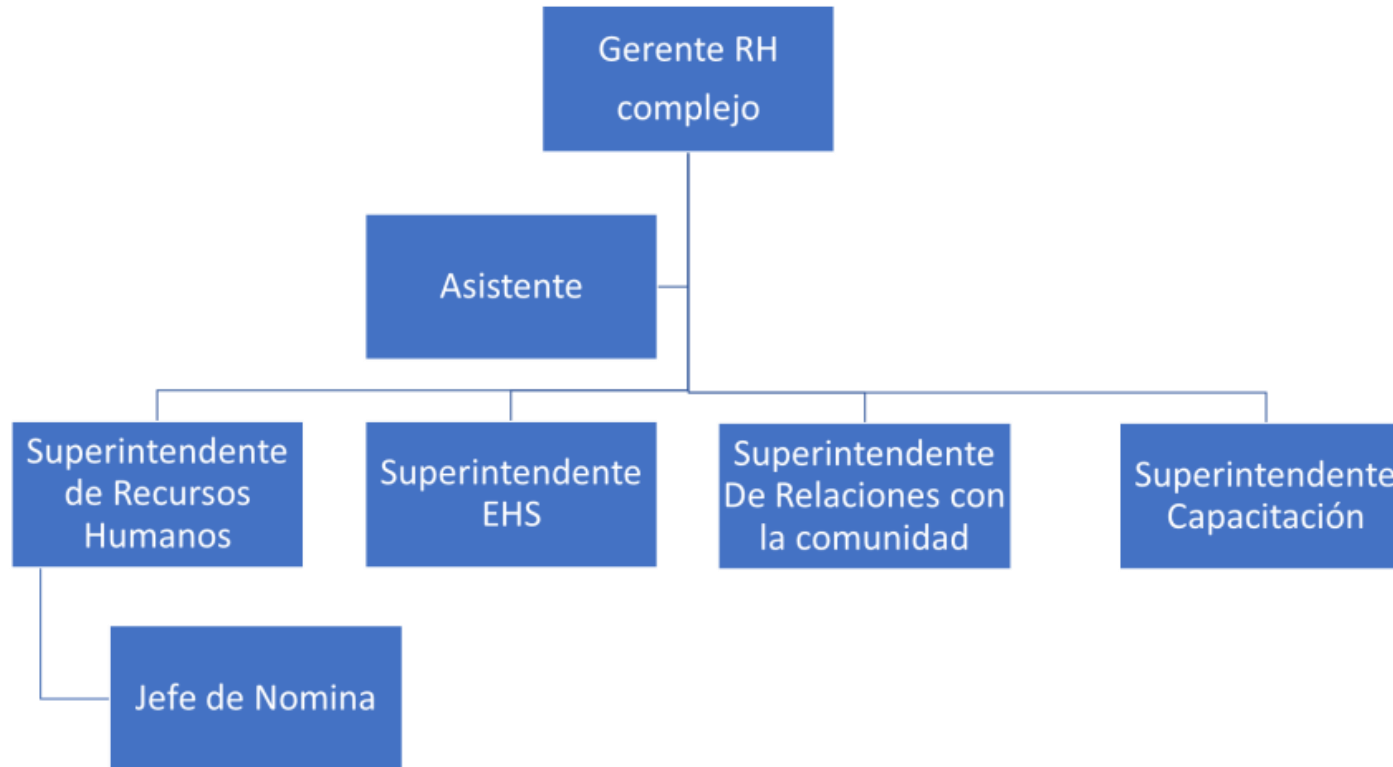 Gerente RH
complejo
Asistente
Superintendente
de Recursos
Humanos
Superintendente
EHS
Superintendente
De Relaciones con
la comunidad
Superintendente
Capacitación
Jefe de Nomina